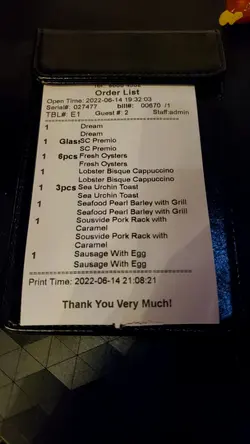 Order List
Open Time: 2022-06-14 19:32:03
Serial#: 027477 bill#: 00670 /1
TBL#: E1 Guest #: 2 Staff:admin
1 Dream
Dream
1 Glass SC Premio
SC Premio
1 6pcs Fresh Oysters
Fresh Oysters
1 Lobster Bisque Cappuccino
Lobster Bisque Cappuccino
1 3pcs Sea Urchin Toast
Sea Urchin Toast
1 Seafood Pearl Barley with Grill
Seafood Pearl Barley with Grill
1 Sousvide Pork Rack with
Caramel
Sousvide Pork Rack with
Caramel
1 Sausage With Egg
Sausage With Egg
Print Time: 2022-06-14 21:08:21
Thank You Very Much!